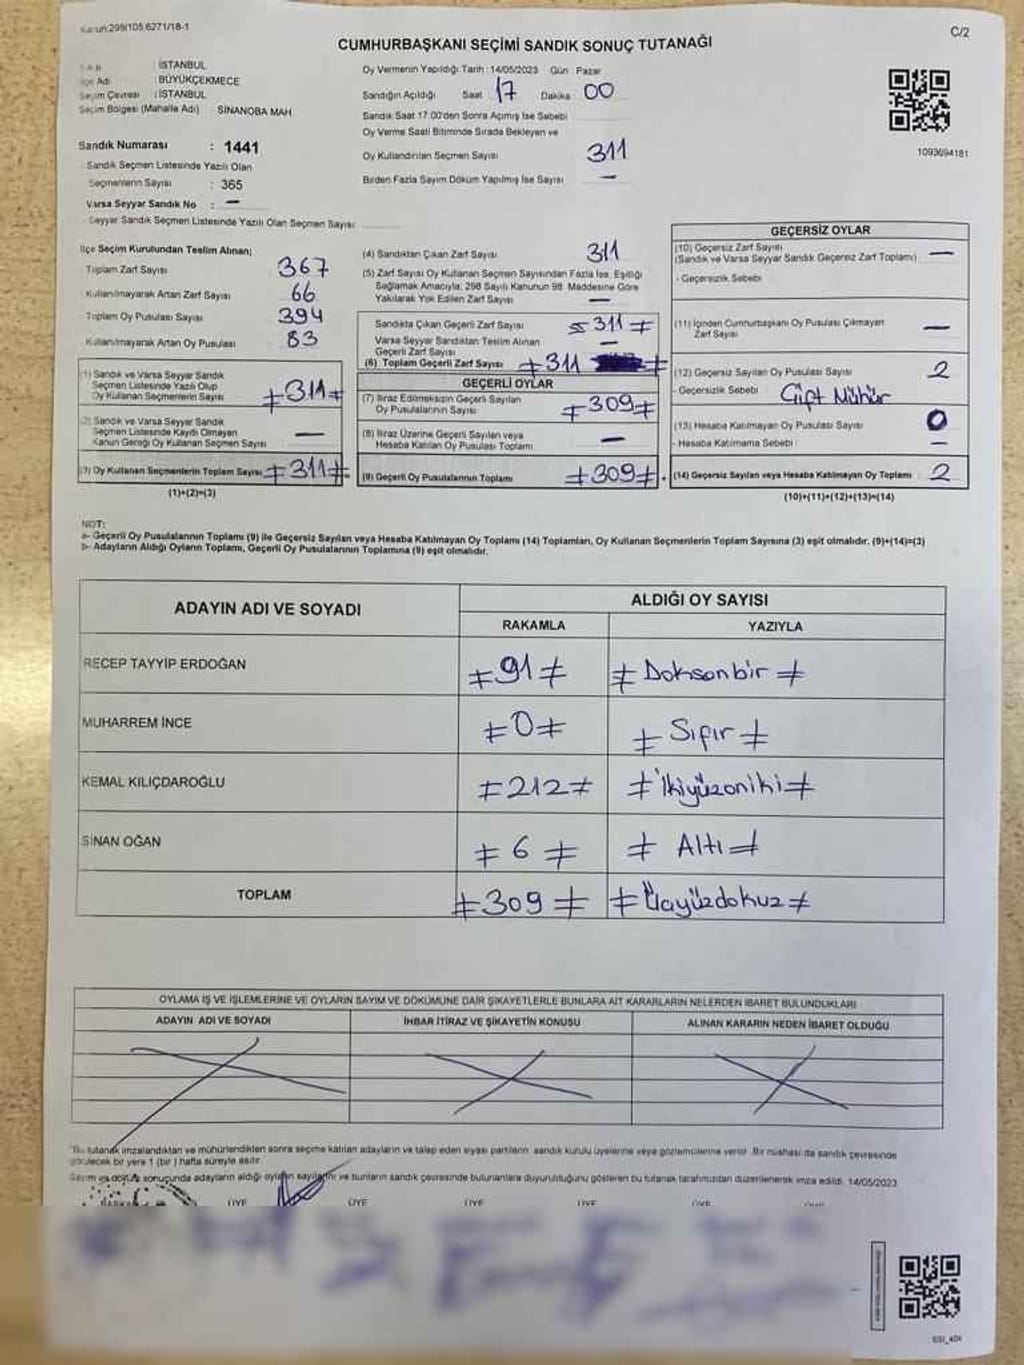 Kanun:298/105,6271/18-1
C/2
CUMHURBAŞKANI SEÇİMİ SANDIK SONUÇ TUTANAĞI
: İSTANBUL
İlçe Adı : BÜYÜKÇEKMECE
Seçim Çevresi : İSTANBUL
Seçim Bölgesi (Mahalle Adı) SİNANOBA MAH
Sandık Numarası : 1441
Sandık Seçmen Listesinde Yazılı Olan
Seçmenlerin Sayısı : 365
Varsa Seyyar Sandık No : -
Seyyar Sandık Seçmen Listesinde Yazılı Olan Seçmen Sayısı
Oy Vermenin Yapıldığı Tarih : 14/05/2023 Gün : Pazar
Sandığın Açıldığı Saat : 17 Dakika : 00
Sandık Saat 17.00'den Sonra Açılmış İse Sebebi
Oy Verme Saati Bitiminde Sırada Bekleyen ve
Oy Kullandırılan Seçmen Sayısı 311
Birden Fazla Sayım Döküm Yapılmış İse Sayısı -
1093694181
İlçe Seçim Kurulundan Teslim Alınan;
Toplam Zarf Sayısı 367
Kullanılmayarak Artan Zarf Sayısı 66
Toplam Oy Pusulası Sayısı 394
Kullanılmayarak Artan Oy Pusulası 83
(1) Sandık ve Varsa Seyyar Sandık
Seçmen Listesinde Yazılı Olup
Oy Kullanan Seçmenlerin Sayısı ≠311≠
(2) Sandık ve Varsa Seyyar Sandık
Seçmen Listesinde Kaydı Olmayan
Kanun Gereği Oy Kullanan Seçmen Sayısı -
(3) Oy Kullanan Seçmenlerin Toplam Sayısı ≠311≠
(1)+(2)=(3)
(4) Sandıktan Çıkan Zarf Sayısı 311
(5) Zarf Sayısı Oy Kullanan Seçmen Sayısından Fazla İse, Eşitliği
Sağlamak Amacıyla, 298 Sayılı Kanunun 98. Maddesine Göre
Yakılarak Yok Edilen Zarf Sayısı -
Sandıkta Çıkan Geçerli Zarf Sayısı 311≠
Varsa Seyyar Sandıktan Teslim Alınan
Geçerli Zarf Sayısı -
(6) Toplam Geçerli Zarf Sayısı ≠311 ≠
GEÇERLİ OYLAR
(7) İtiraz Edilmeksizin Geçerli Sayılan
Oy Pusulalarının Sayısı ≠309≠
(8) İtiraz Üzerine Geçerli Sayılan veya
Hesaba Katılan Oy Pusulası Toplamı -
(9) Geçerli Oy Pusulalarının Toplamı ≠309≠
+
GEÇERSİZ OYLAR
(10) Geçersiz Zarf Sayısı
(Sandık ve Varsa Seyyar Sandık Geçersiz Zarf Toplamı) -
- Geçersizlik Sebebi
(11) İçinden Cumhurbaşkanı Oy Pusulası Çıkmayan
Zarf Sayısı -
(12) Geçersiz Sayılan Oy Pusulası Sayısı 2
- Geçersizlik Sebebi Çift Mühür
(13) Hesaba Katılmayan Oy Pusulası Sayısı 0
- Hesaba Katılmama Sebebi -
(14) Geçersiz Sayılan veya Hesaba Katılmayan Oy Toplamı 2
(10)+(11)+(12)+(13)=(14)
NOT:
a- Geçerli Oy Pusulalarının Toplamı (9) ile Geçersiz Sayılan veya Hesaba Katılmayan Oy Toplamı (14) Toplamları, Oy Kullanan Seçmenlerin Toplam Sayısına (3) eşit olmalıdır. (9)+(14)=(3)
b- Adayların Aldığı Oyların Toplamı, Geçerli Oy Pusulalarının Toplamına (9) eşit olmalıdır.
ADAYIN ADI VE SOYADI
ALDIĞI OY SAYISI
RAKAMLA YAZIYLA
RECEP TAYYİP ERDOĞAN ≠91≠ ≠ Doksanbir ≠
MUHARREM İNCE ≠0≠ ≠ Sıfır ≠
KEMAL KILIÇDAROĞLU ≠212≠ ≠ İkiyüzoniki ≠
SİNAN OĞAN ≠ 6 ≠ ≠ Altı ≠
TOPLAM ≠309 ≠ ≠ Üçyüzdokuz ≠
OYLAMA İŞ VE İŞLEMLERİNE VE OYLARIN SAYIM VE DÖKÜMÜNE DAİR ŞİKAYETLERLE BUNLARA AİT KARARLARIN NELERDEN İBARET BULUNDUKLARI
ADAYIN ADI VE SOYADI İHBAR İTİRAZ VE ŞİKAYETİN KONUSU ALINAN KARARIN NEDEN İBARET OLDUĞU
*Bu tutanak imzalandıktan ve mühürlendikten sonra seçime katılan adayların ve talep eden siyasi partilerin sandık kurulu üyelerine veya gözlemcilerine verilir. Bir nüshası da sandık çevresinde
görülecek bir yere 1 (bir ) hafta süreyle asılır.
Sayım ve döküm sonucunda adayların aldığı oyların sayılarını ve bunların sandık çevresinde bulunanlara duyurulduğunu gösteren bu tutanak tarafımızdan düzenlenerek imza edildi. 14/05/2023
ÜYE ÜYE ÜYE ÜYE ÜYE